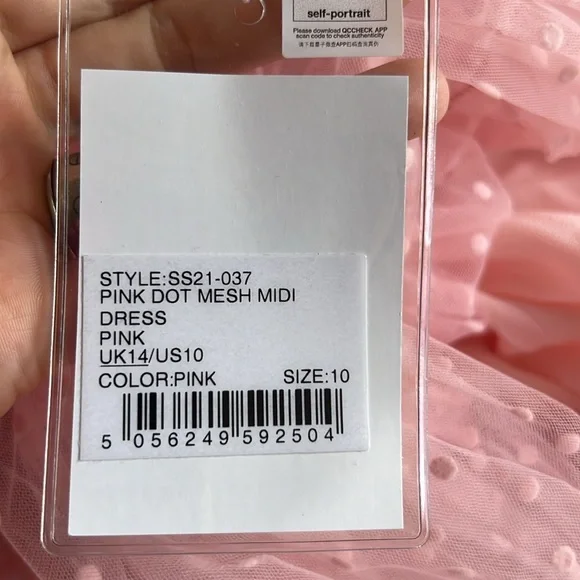 self-portrait
Please download QCCHECK APP
scan code to check authenticity
STYLE:SS21-037
PINK DOT MESH MIDI
DRESS
PINK
UK14/US10
COLOR:PINK SIZE:10
5 056249 592504